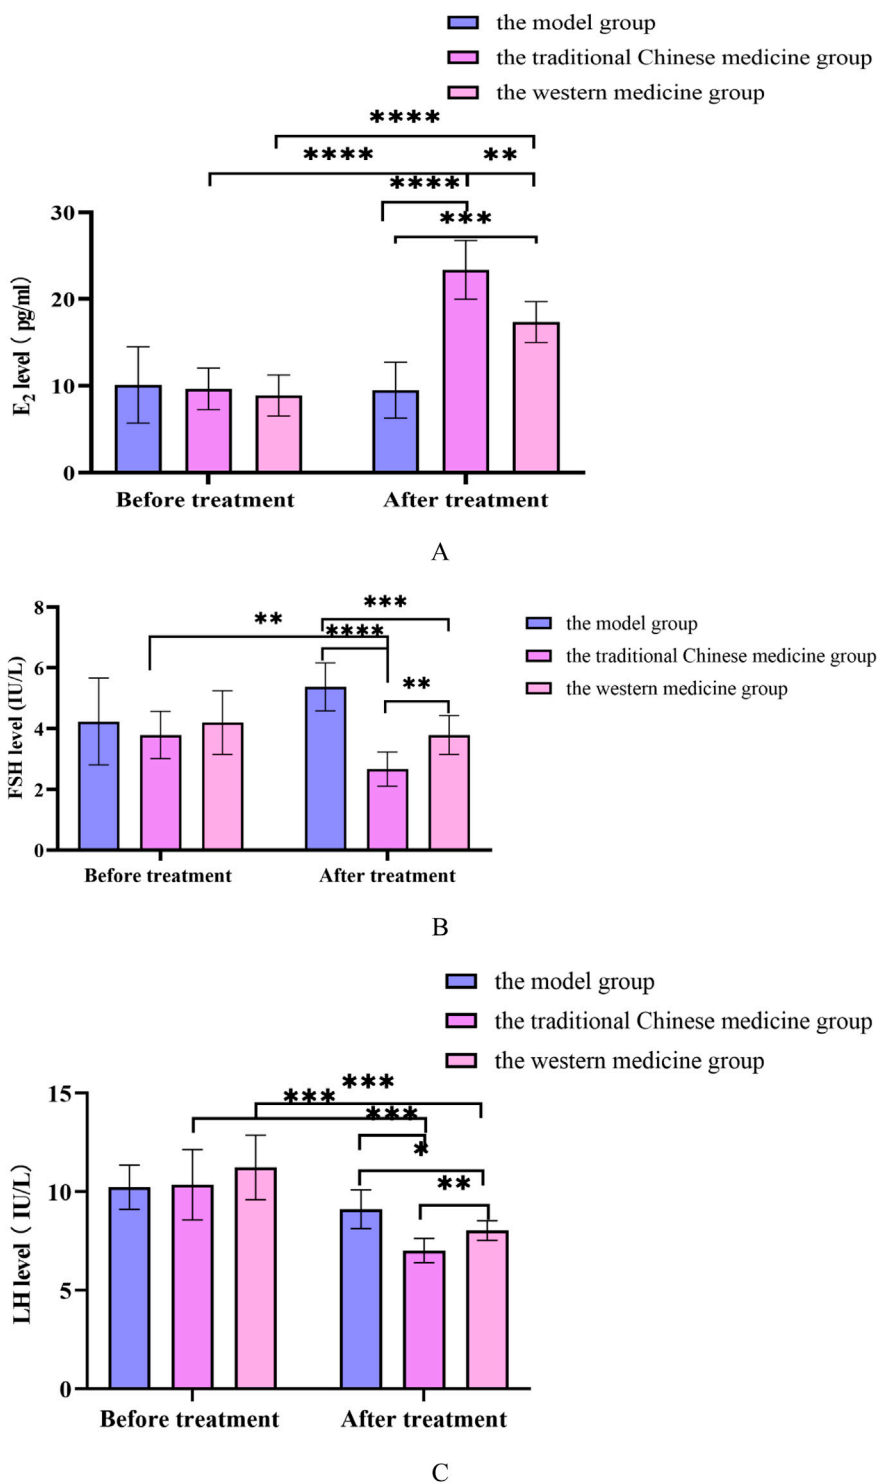 the model group
the traditional Chinese medicine group
the western medicine group
****
**** **
****
***
30
20
10
0
E2 level ( pg/ml)
Before treatment After treatment
A
8
6
4
2
0
FSH level (IU/L)
***
**
****
**
the model group
the traditional Chinese medicine group
the western medicine group
Before treatment After treatment
B
the model group
the traditional Chinese medicine group
the western medicine group
15
10
5
0
LH level ( IU/L)
***
***
***
*
**
Before treatment After treatment
C